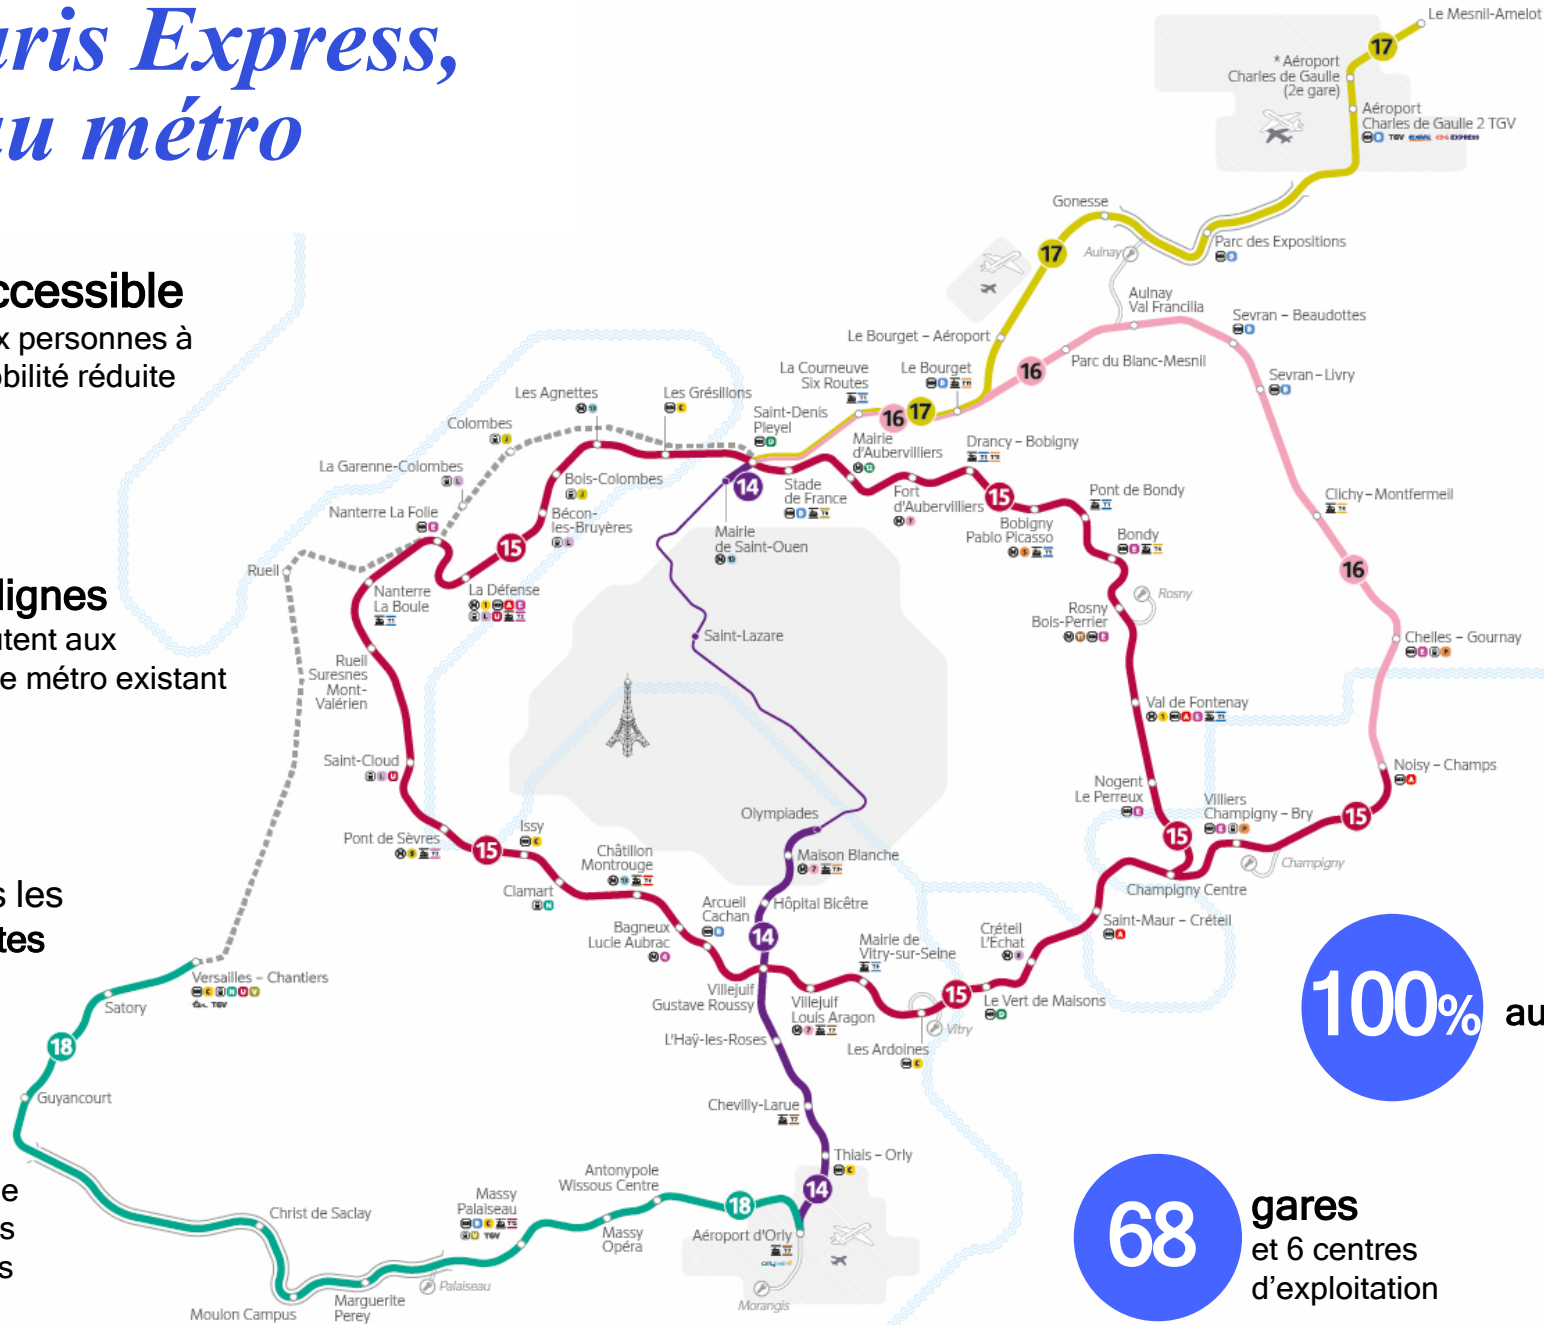 aris Express,
au métro
ccessible
x personnes à
obilité réduite
lignes
utent aux
e métro existant
s les
tes
e
s
s
100% au
68 gares
et 6 centres
d'exploitation
Le Mesnil-Amelot
17
* Aéroport
Charles de Gaulle
(2e gare)
Aéroport
Charles de Gaulle 2 TGV
TGV CDG EXPRESS
Gonesse
Parc des Expositions
Aulnay
17
Aulnay
Val Francilia
Sevran – Beaudottes
Le Bourget – Aéroport
Parc du Blanc-Mesnil
Sevran – Livry
La Courneuve
Six Routes
Le Bourget
16
16 17
Les Agnettes
Les Grésillons
Saint-Denis
Pleyel
Colombes
Mairie
d'Aubervilliers
Drancy – Bobigny
La Garenne-Colombes
Bois-Colombes
14
Stade
de France
Fort
d'Aubervilliers
15
Pont de Bondy
Clichy – Montfermeil
Nanterre La Folie
Bécon-
les-Bruyères
15
Mairie
de Saint-Ouen
Bobigny
Pablo Picasso
Bondy
16
Rueil
Nanterre
La Boule
La Défense
Rosny
Rosny
Bois-Perrier
Saint-Lazare
Chelles – Gournay
Rueil
Suresnes
Mont-
Valérien
Val de Fontenay
Saint-Cloud
Noisy – Champs
Nogent
Le Perreux
Villiers
Champigny – Bry
15
Olympiades
Pont de Sèvres
15
Issy
15
Châtillon
Montrouge
Maison Blanche
Champigny
Clamart
Champigny Centre
Arcueil
Cachan
Hôpital Bicêtre
Bagneux
Lucie Aubrac
14
Mairie de
Vitry-sur-Seine
Créteil
L'Échat
Saint-Maur – Créteil
Versailles – Chantiers
TGV
Satory
Villejuif
Gustave Roussy
Villejuif
Louis Aragon
15
Le Vert de Maisons
Vitry
18
L'Haÿ-les-Roses
Les Ardoines
Guyancourt
Chevilly-Larue
Thiais – Orly
Antonypole
Wissous Centre
14
Massy
Palaiseau
TGV
18
Christ de Saclay
Massy
Opéra
Aéroport d'Orly
Palaiseau
Morangis
Moulon Campus
Marguerite
Perey